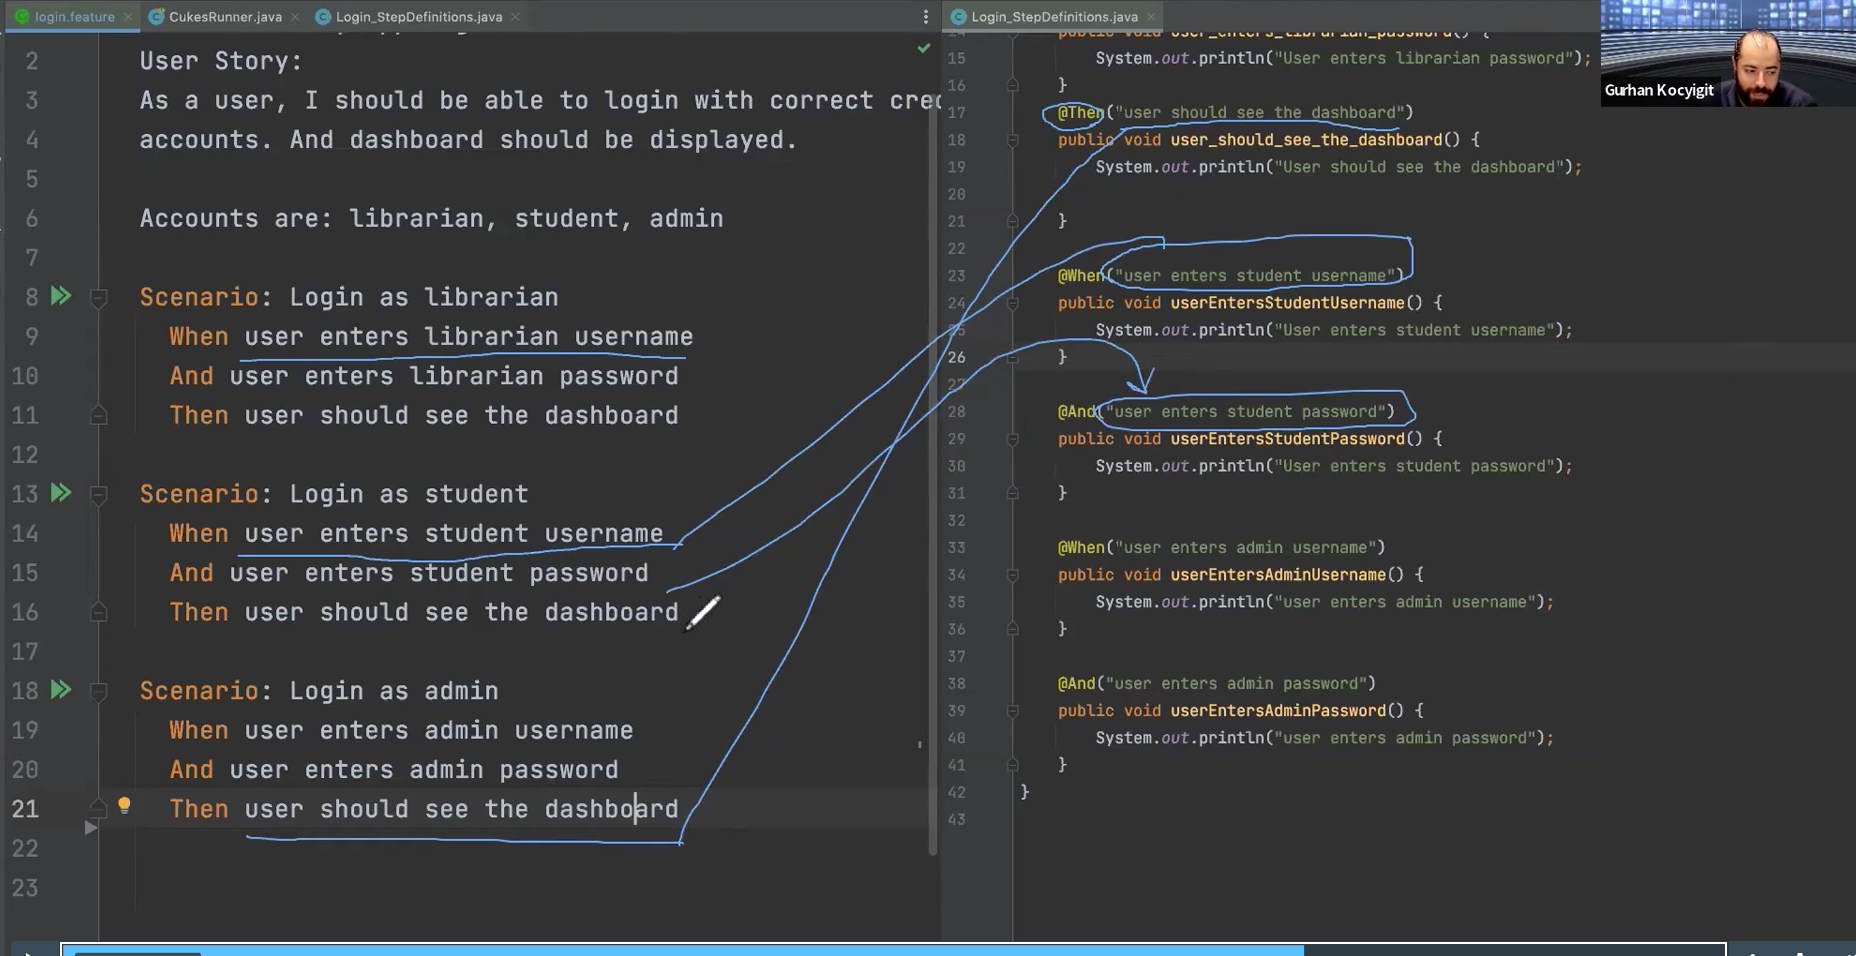 login.feature
CukesRunner.java
Login_StepDefinitions.java
2 User Story:
3 As a user, I should be able to login with correct cred
4 accounts. And dashboard should be displayed.
5
6 Accounts are: librarian, student, admin
7
8 Scenario: Login as librarian
9 When user enters librarian username
10 And user enters librarian password
11 Then user should see the dashboard
12
13 Scenario: Login as student
14 When user enters student username
15 And user enters student password
16 Then user should see the dashboard
17
18 Scenario: Login as admin
19 When user enters admin username
20 And user enters admin password
21 Then user should see the dashboard
22
23
Login_StepDefinitions.java
14 public void user_enters_librarian_password() {
15 System.out.println("User enters librarian password");
16 }
17 @Then("user should see the dashboard")
18 public void user_should_see_the_dashboard() {
19 System.out.println("User should see the dashboard");
20
21 }
22
23 @When("user enters student username")
24 public void userEntersStudentUsername() {
25 System.out.println("User enters student username");
26 }
27
28 @And("user enters student password")
29 public void userEntersStudentPassword() {
30 System.out.println("User enters student password");
31 }
32
33 @When("user enters admin username")
34 public void userEntersAdminUsername() {
35 System.out.println("user enters admin username");
36 }
37
38 @And("user enters admin password")
39 public void userEntersAdminPassword() {
40 System.out.println("user enters admin password");
41 }
42 }
43
Gurhan Kocyigit